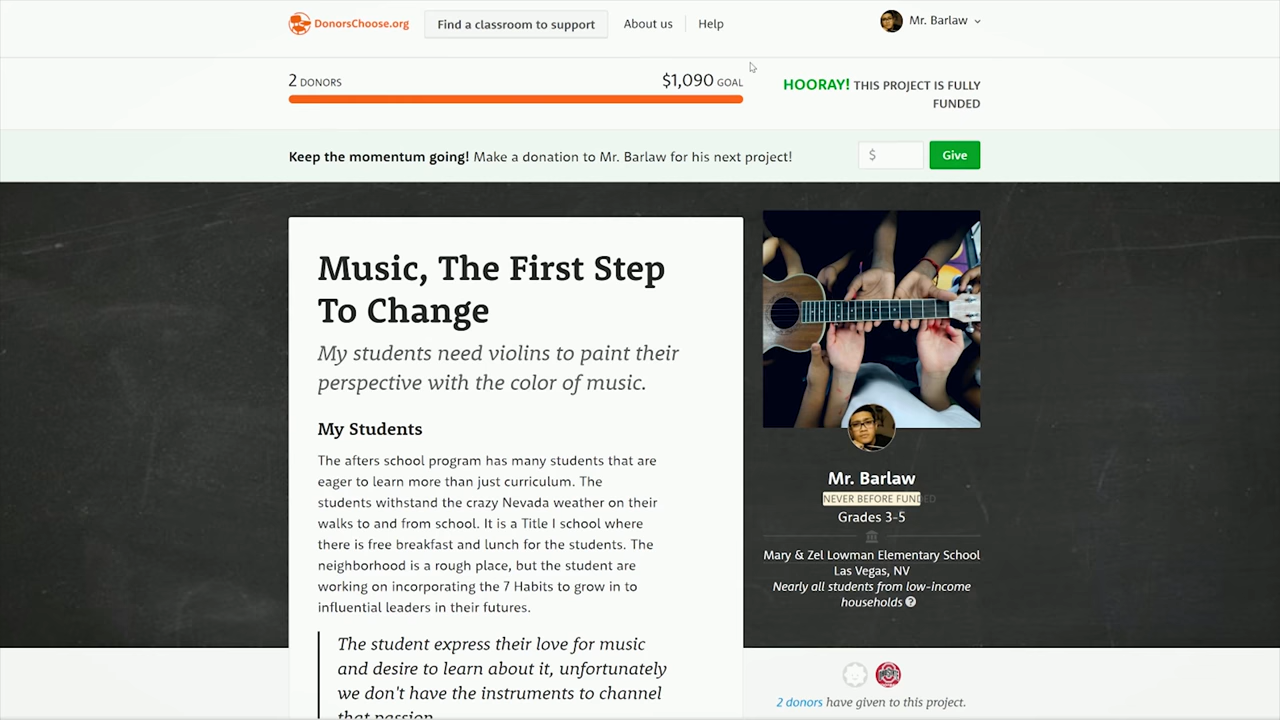 DonorsChoose.org
Find a classroom to support
About us
Help
Mr. Barlaw
2 DONORS
$1,090 GOAL
HOORAY! THIS PROJECT IS FULLY
FUNDED
Keep the momentum going! Make a donation to Mr. Barlaw for his next project!
$
Give
Music, The First Step
To Change
My students need violins to paint their
perspective with the color of music.
My Students
The afters school program has many students that are
eager to learn more than just curriculum. The
students withstand the crazy Nevada weather on their
walks to and from school. It is a Title I school where
there is free breakfast and lunch for the students. The
neighborhood is a rough place, but the student are
working on incorporating the 7 Habits to grow in to
influential leaders in their futures.
The student express their love for music
and desire to learn about it, unfortunately
we don't have the instruments to channel
that passion
Mr. Barlaw
NEVER BEFORE FUNDED
Grades 3-5
Mary & Zel Lowman Elementary School
Las Vegas, NV
Nearly all students from low-income
households ?
2 donors have given to this project.